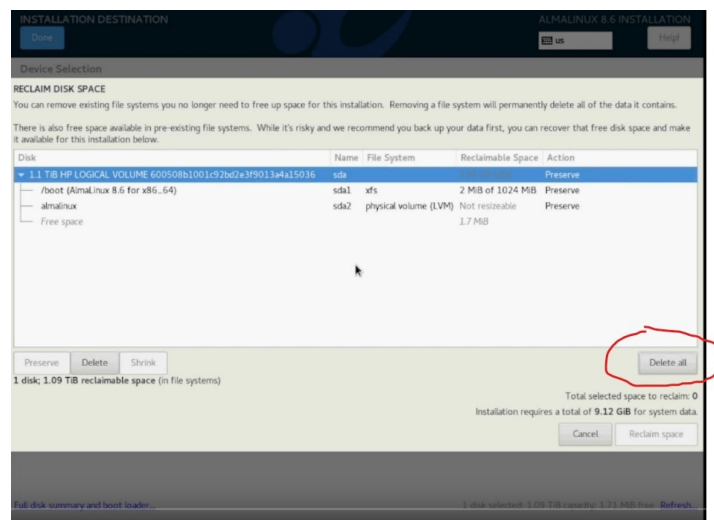 INSTALLATION DESTINATION
ALMALINUX 8.6 INSTALLATION
Done
us
Help!
Device Selection
RECLAIM DISK SPACE
You can remove existing file systems you no longer need to free up space for this installation. Removing a file system will permanently delete all of the data it contains.
There is also free space available in pre-existing file systems. While it's risky and we recommend you back up your data first, you can recover that free disk space and make
it available for this installation below.
Disk Name File System Reclaimable Space Action
1.1 TiB HP LOGICAL VOLUME 600508b1001c92bd2e3f9013a4a15036 sda Preserve
/boot (AlmaLinux 8.6 for x86_64) sda1 xfs 2 MiB of 1024 MiB Preserve
almalinux sda2 physical volume (LVM) Not resizeable Preserve
Free space 1.7 MiB
Preserve Delete Shrink Delete all
1 disk; 1.09 TiB reclaimable space (in file systems)
Total selected space to reclaim: 0
Installation requires a total of 9.12 GiB for system data.
Cancel Reclaim space
Full disk summary and boot loader...
1 disk selected; 1.09 TiB capacity; 1.71 MiB free Refresh...